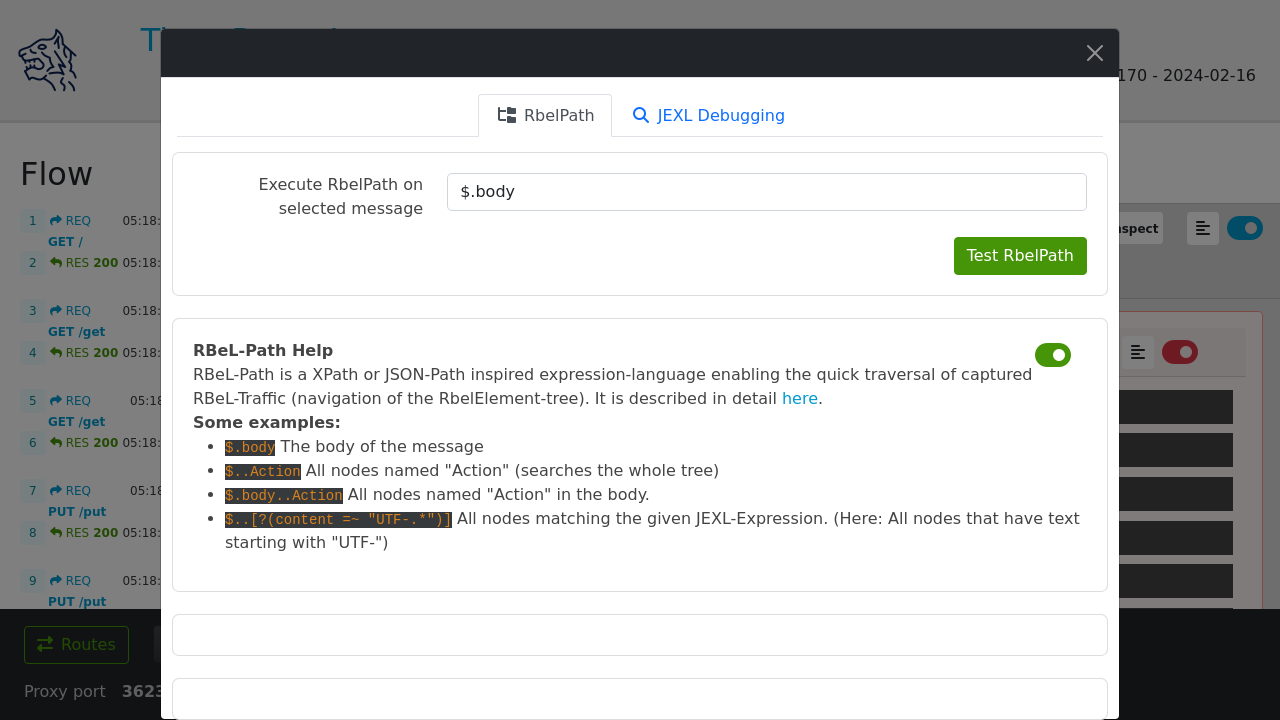 170 - 2024-02-16
RbelPath
JEXL Debugging
Execute RbelPath on
selected message
$.body
Test RbelPath
RBeL-Path Help
RBeL-Path is a XPath or JSON-Path inspired expression-language enabling the quick traversal of captured
RBeL-Traffic (navigation of the RbelElement-tree). It is described in detail here.
Some examples:
$.body The body of the message
$..Action All nodes named "Action" (searches the whole tree)
$.body..Action All nodes named "Action" in the body.
$..[?(content =~ "UTF-.*")] All nodes matching the given JEXL-Expression. (Here: All nodes that have text
starting with "UTF-")
Flow
1 REQ 05:18:
GET /
2 RES 200 05:18:
3 REQ 05:18:
GET /get
4 RES 200 05:18:
5 REQ 05:18
GET /get
6 RES 200 05:18:
7 REQ 05:18
PUT /put
8 RES 200 05:18:
9 REQ 05:18:
PUT /put
Routes
Proxy port 3623